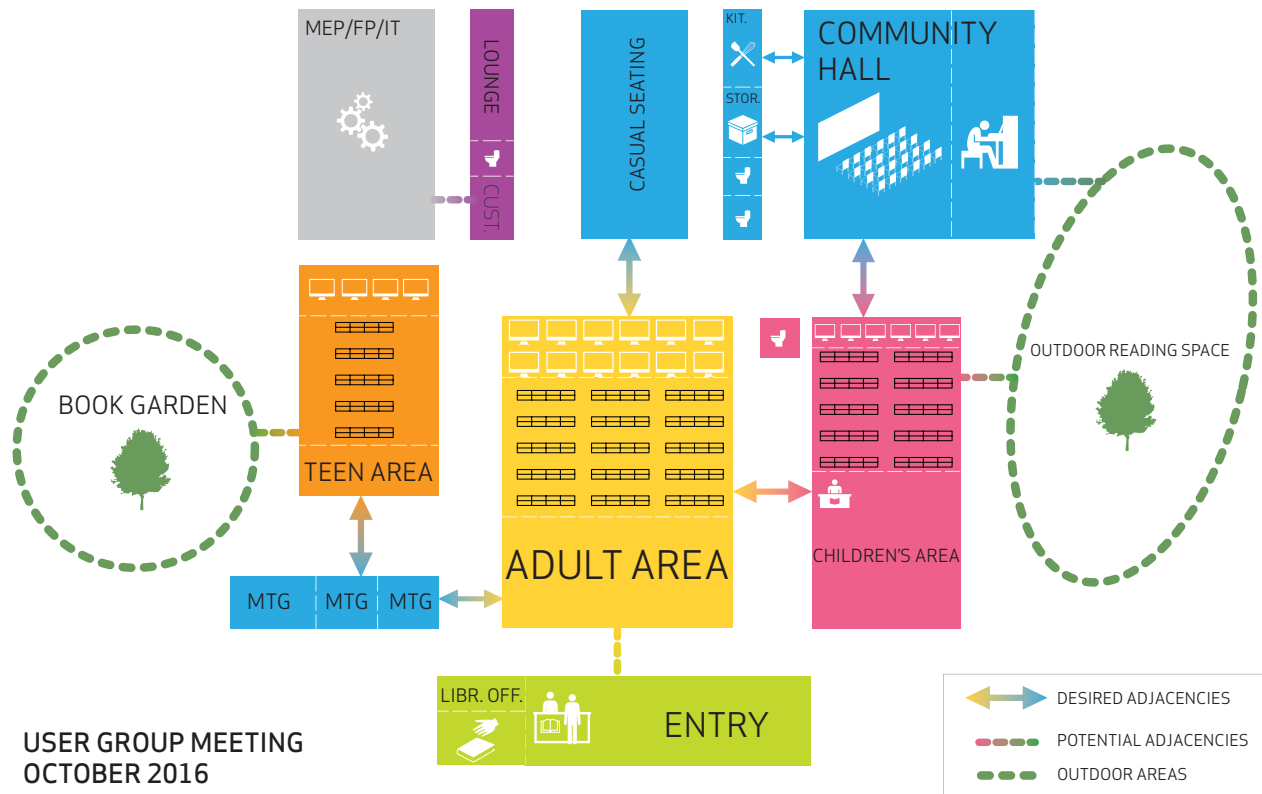 MEP/FP/IT
LOUNGE
CUST.
CASUAL SEATING
KIT.
STOR.
COMMUNITY
HALL
BOOK GARDEN
TEEN AREA
OUTDOOR READING SPACE
ADULT AREA
CHILDREN'S AREA
MTG
MTG
MTG
LIBR. OFF.
ENTRY
USER GROUP MEETING
OCTOBER 2016
DESIRED ADJACENCIES
POTENTIAL ADJACENCIES
OUTDOOR AREAS